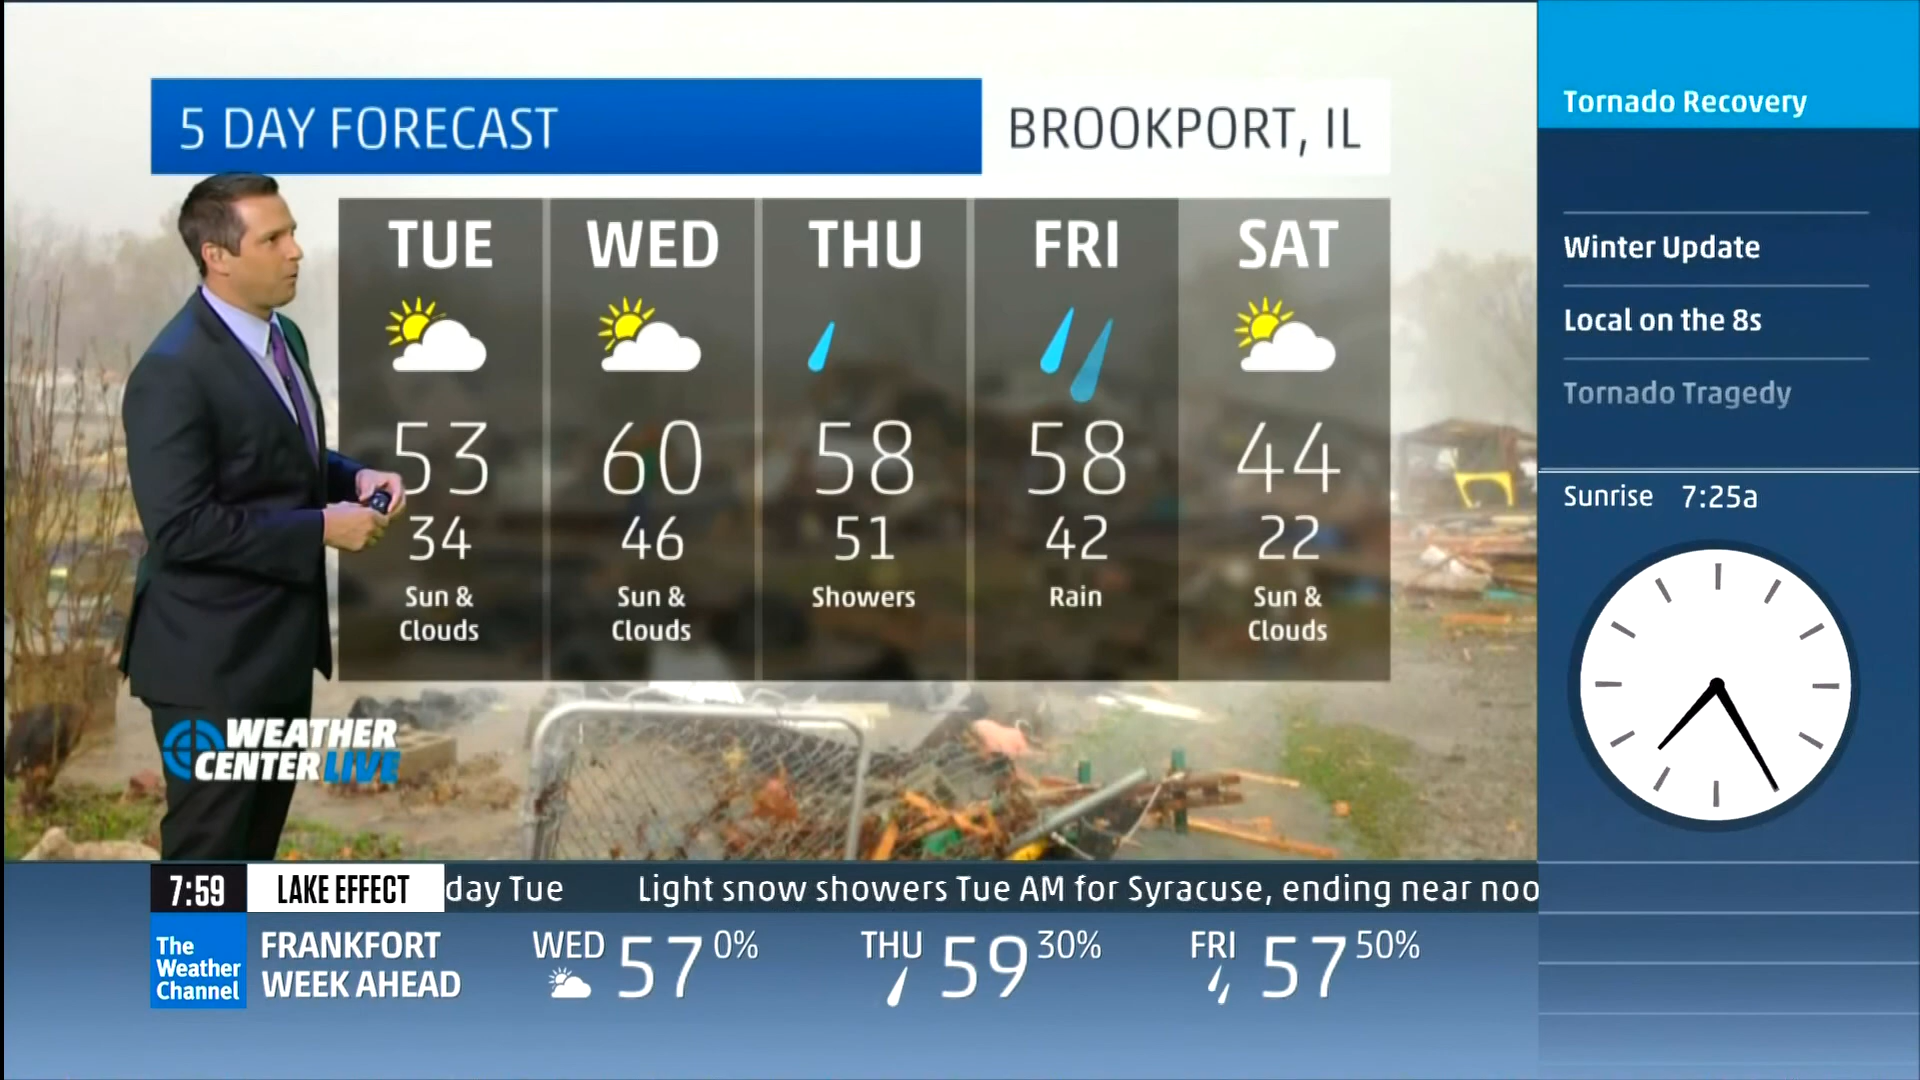 5 DAY FORECAST
BROOKPORT, IL
TUE
53
34
Sun &
Clouds
WED
60
46
Sun &
Clouds
THU
58
51
Showers
FRI
58
42
Rain
SAT
44
22
Sun &
Clouds
WEATHER
CENTER LIVE
Tornado Recovery
Winter Update
Local on the 8s
Tornado Tragedy
Sunrise 7:25a
7:59
LAKE EFFECT
day Tue Light snow showers Tue AM for Syracuse, ending near noo
The
Weather
Channel
FRANKFORT
WEEK AHEAD
WED 57 0%
THU 59 30%
FRI 57 50%